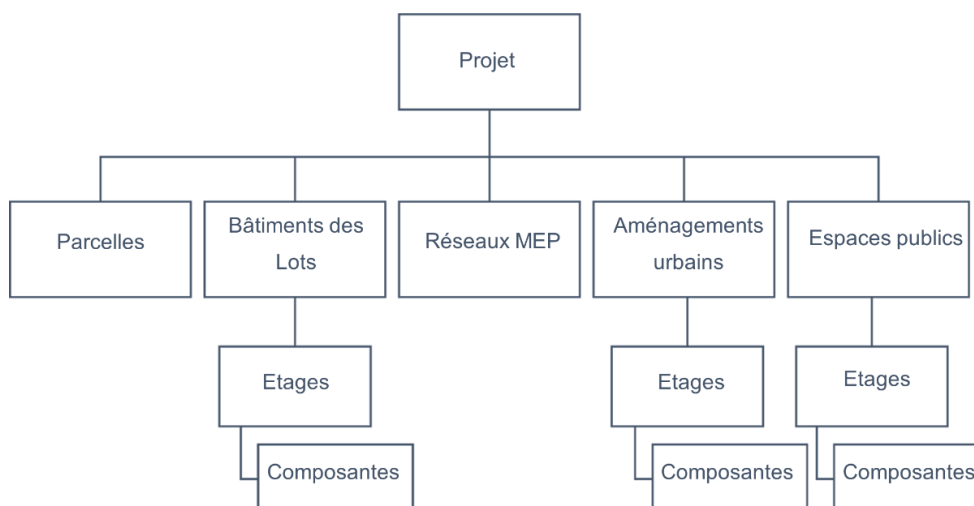 Projet
Parcelles
Bâtiments des
Lots
Réseaux MEP
Aménagements
urbains
Espaces publics
Etages
Etages
Etages
Composantes
Composantes
Composantes